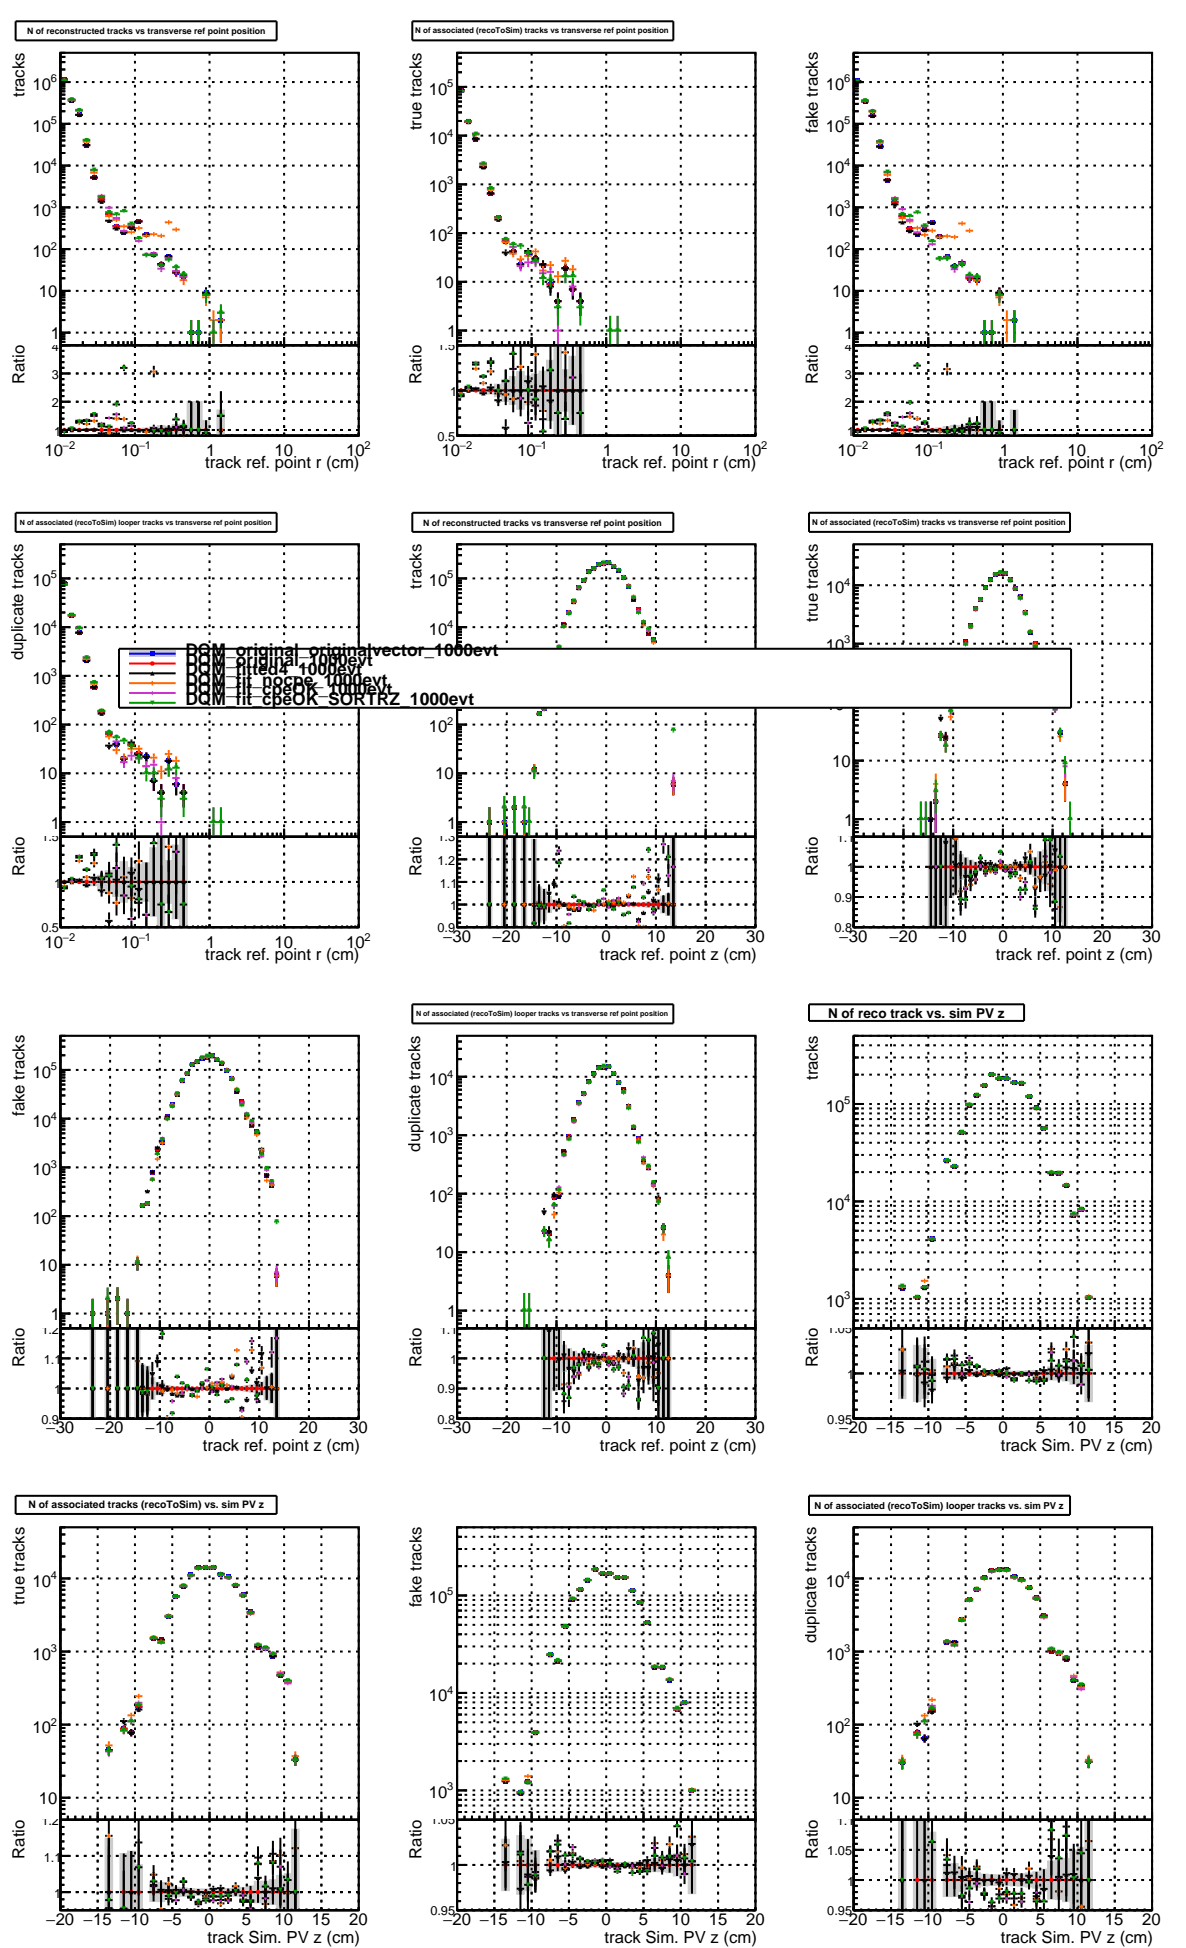 N of reconstructed tracks vs transverse ref point position
tracks
Ratio
track ref. point r (cm)
N of associated (recoToSim) tracks vs transverse ref point position
true tracks
Ratio
track ref. point r (cm)
fake tracks
Ratio
track ref. point r (cm)
N of associated (recoToSim) looper tracks vs transverse ref point position
duplicate tracks
Ratio
track ref. point r (cm)
N of reconstructed tracks vs transverse ref point position
tracks
Ratio
track ref. point z (cm)
N of associated (recoToSim) tracks vs transverse ref point position
true tracks
Ratio
track ref. point z (cm)
DQM_original_originalvector_1000evt
DQM_original_1000evt
DQM_fitted4_1000evt
DQM_fit_nocpe_1000evt
DQM_fit_cpeOK_1000evt
DQM_fit_cpeOK_SORTRZ_1000evt
fake tracks
Ratio
track ref. point z (cm)
N of associated (recoToSim) looper tracks vs transverse ref point position
duplicate tracks
Ratio
track ref. point z (cm)
N of reco track vs. sim PV z
tracks
Ratio
track Sim. PV z (cm)
N of associated tracks (recoToSim) vs. sim PV z
true tracks
Ratio
track Sim. PV z (cm)
fake tracks
Ratio
track Sim. PV z (cm)
N of associated (recoToSim) looper tracks vs. sim PV z
duplicate tracks
Ratio
track Sim. PV z (cm)